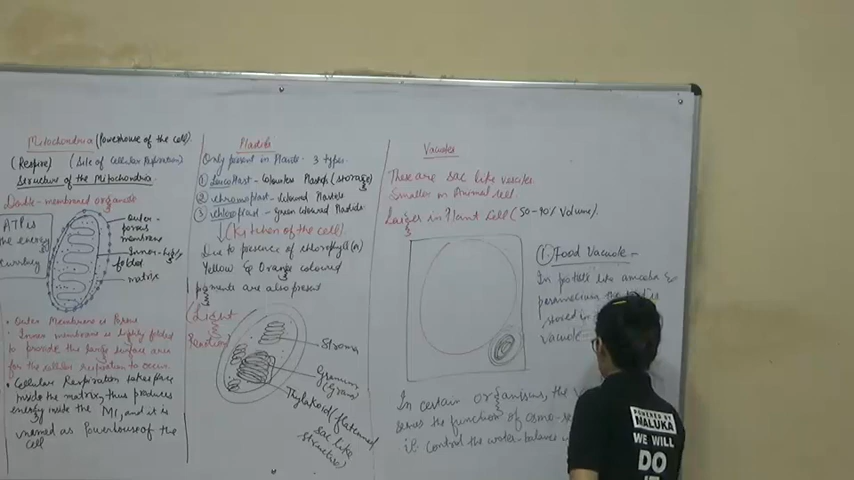 Mitochondria (Powerhouse of the cell)
(Respire) (Site of Cellular Respiration)
Structure of the Mitochondria
Double-membraned organote
ATP is
the energy
currency
Outer-
porous
membrane
Inner-highly
folded
matrix
• Outer Membrane is Porous
• Inner membrane is highly folded
to provide the large surface area
for the cellular respiration to occur.
• Cellular Respiration takes place
inside the matrix, thus produces
energy inside the M, and it is
named as Powerhouse of the
Cell
Plastids
Only present in Plants. 3 types.
① Leucoplast - Colourless Plastids (storage)
② Chromoplast - coloured Plastids
③ chloroplast - green coloured Plastids
(Kitchen of the cell)
Due to presence of chlorophyll (n)
Yellow & Orange coloured
pigments are also present
(Light
Reaction)
Stroma
Granum
(Grana)
Thylakoid (flattened
sac like
structure)
Vacuoles
These are sac like vesicles
Smaller in Animal cell.
Larger in Plant Cell (50-90% Volume).
① Food Vacuole -
In protists like amoeba &
paramecium the food is
stored in
vacuole
In certain organisms, the
serves the function of osmo-
i.e. control the water-balance
POWERED BY
MALUKA
WE WILL
DO